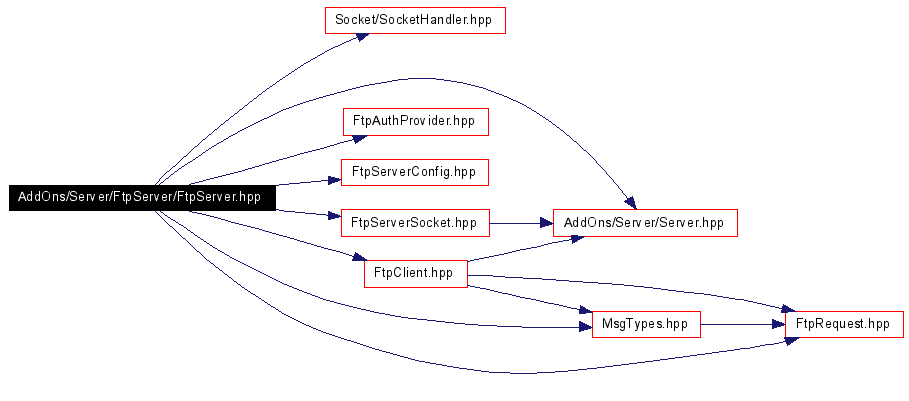 Socket/SocketHandler.hpp
FtpAuthProvider.hpp
FtpServerConfig.hpp
AddOns/Server/FtpServer/FtpServer.hpp
FtpServerSocket.hpp
AddOns/Server/Server.hpp
FtpClient.hpp
MsgTypes.hpp
FtpRequest.hpp